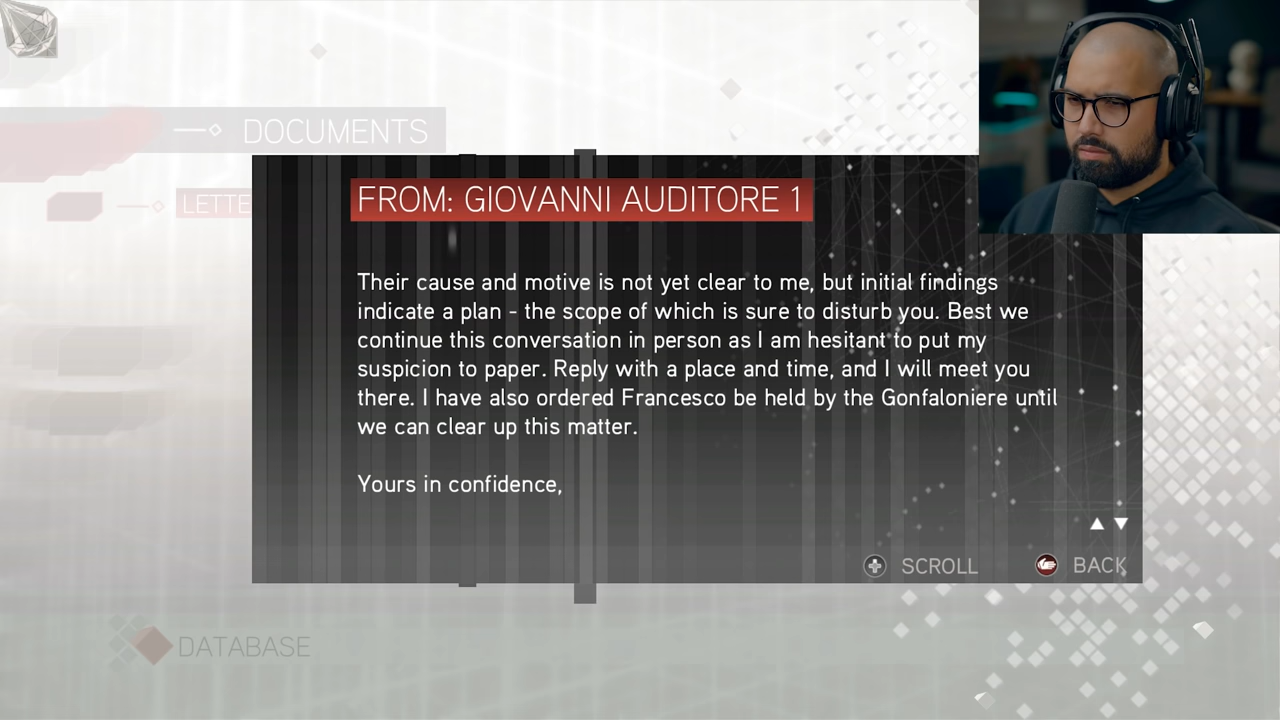 DOCUMENTS
LETTE
FROM: GIOVANNI AUDITORE 1
Their cause and motive is not yet clear to me, but initial findings
indicate a plan - the scope of which is sure to disturb you. Best we
continue this conversation in person as I am hesitant to put my
suspicion to paper. Reply with a place and time, and I will meet you
there. I have also ordered Francesco be held by the Gonfaloniere until
we can clear up this matter.
Yours in confidence,
SCROLL
BACK
DATABASE